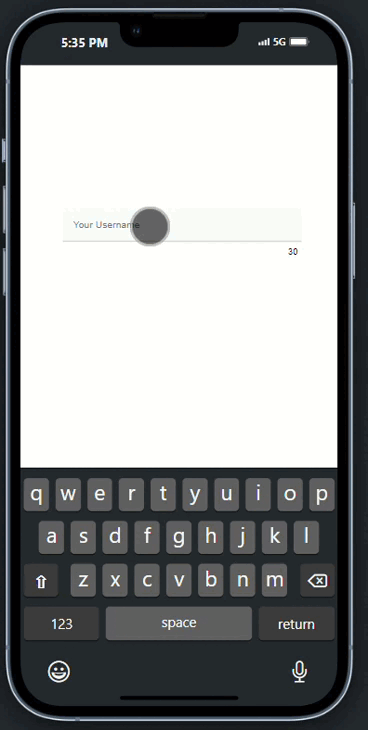 5:35 PM 5G
Your Username
30
q w e r t y u i o p
a s d f g h j k l
z x c v b n m
123 space return